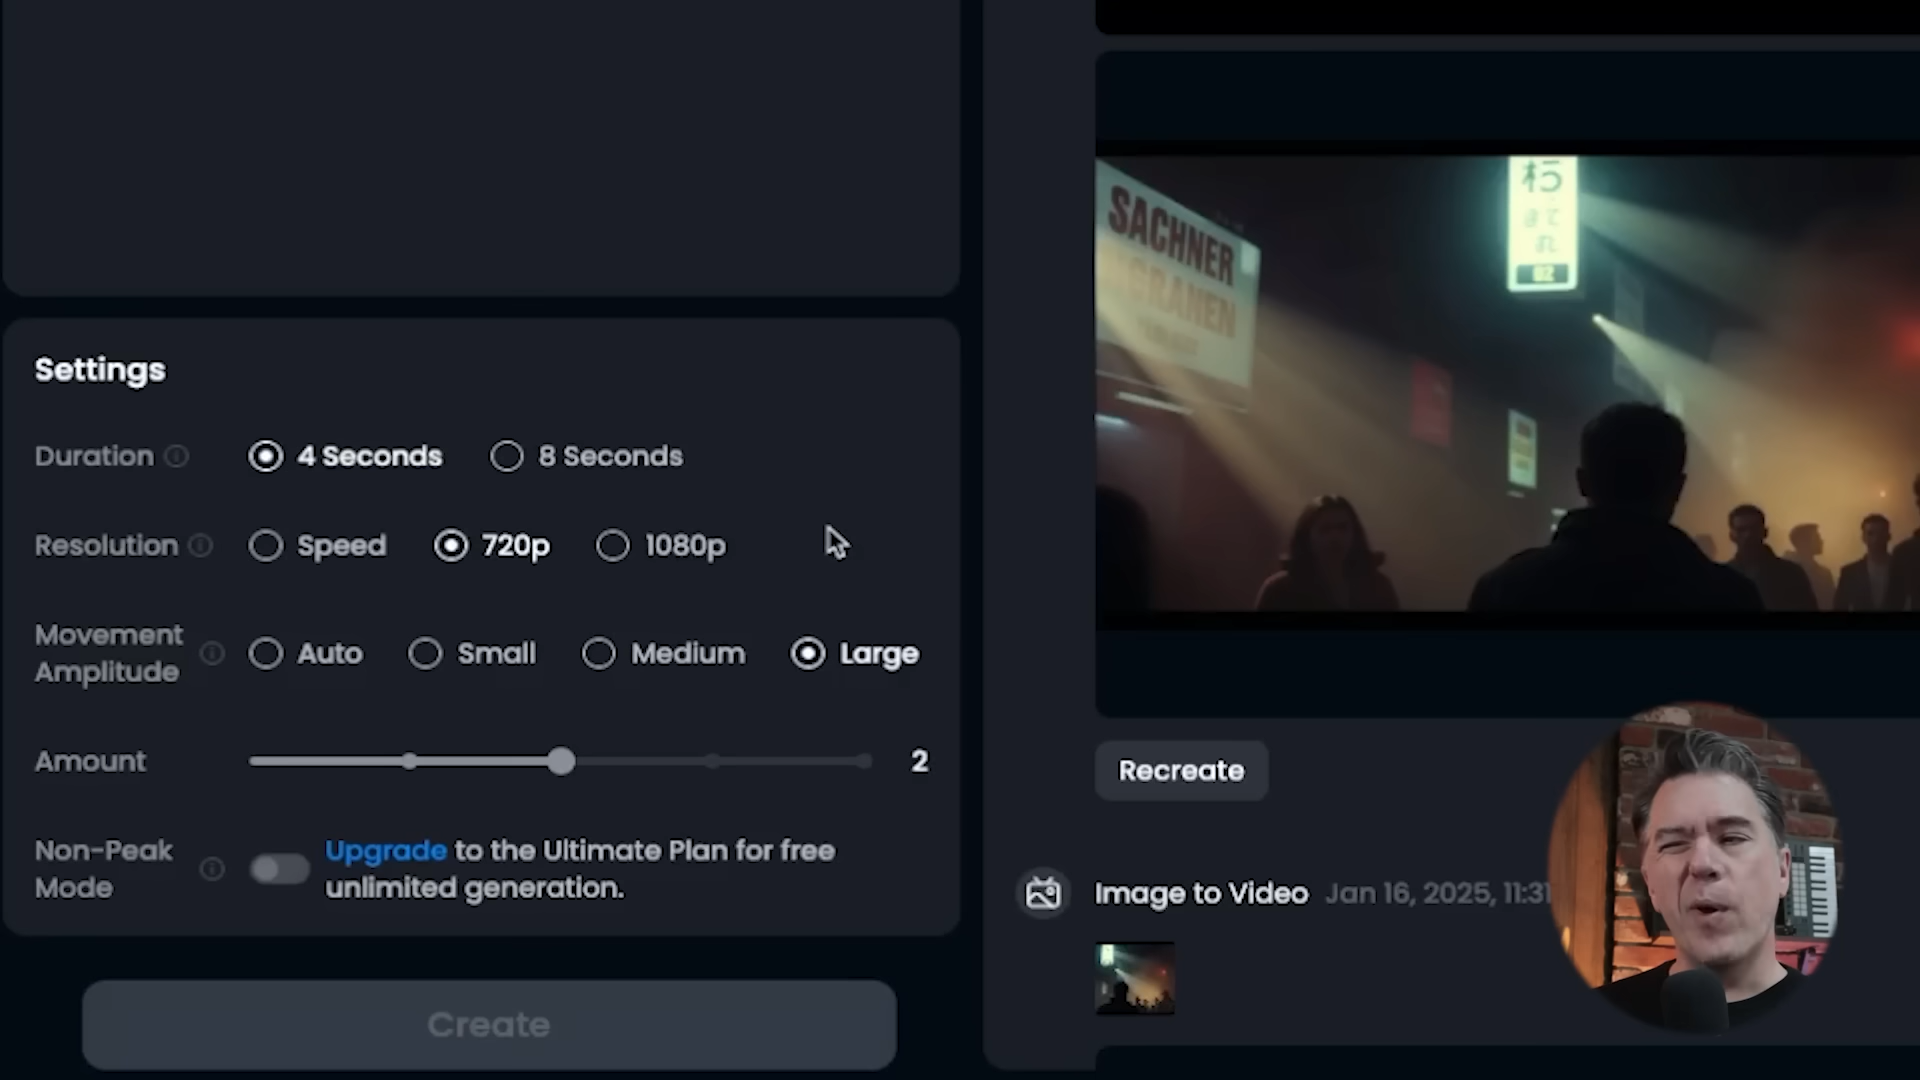 Settings
Duration
4 Seconds
8 Seconds
Resolution
Speed
720p
1080p
Movement
Amplitude
Auto
Small
Medium
Large
Amount
2
Non-Peak
Mode
Upgrade to the Ultimate Plan for free
unlimited generation.
Create
SACHNER
GRANEN
02
Recreate
Image to Video Jan 16, 2025, 11:31